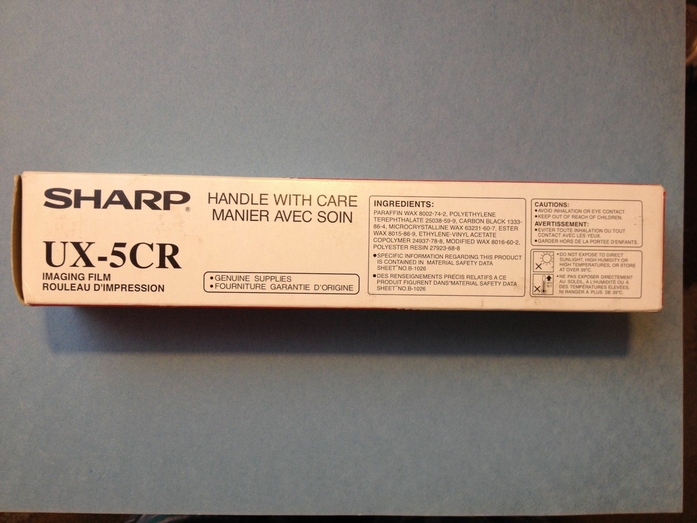 SHARP®
UX-5CR
IMAGING FILM
ROULEAU D'IMPRESSION
HANDLE WITH CARE
MANIER AVEC SOIN
•GENUINE SUPPLIES
•FOURNITURE GARANTIE D'ORIGINE
INGREDIENTS:
PARAFFIN WAX 8002-74-2, POLYETHYLENE
TEREPHTHALATE 25038-59-9, CARBON BLACK 1333-
86-4, MICROCRYSTALLINE WAX 63231-60-7, ESTER
WAX 8015-86-9, ETHYLENE-VINYL ACETATE
COPOLYMER 24937-78-8, MODIFIED WAX 8016-60-2,
POLYESTER RESIN 27923-68-8
•SPECIFIC INFORMATION REGARDING THIS PRODUCT
IS CONTAINED IN "MATERIAL SAFETY DATA
SHEET"NO.B-1026
•DES RENSEIGNEMENTS PRÉCIS RELATIFS A CE
PRODUIT FIGURENT DANS"MATERIAL SAFETY DATA
SHEET"NO.B-1026
CAUTIONS:
•AVOID INHALATION OR EYE CONTACT.
•KEEP OUT OF REACH OF CHILDREN.
AVERTISSEMENT:
•EVITER TOUTE INHALATION OU TOUT
CONTACT AVEC LES YEUX.
•GARDER HORS DE LA PORTEE D'ENFANTS.
•DO NOT EXPOSE TO DIRECT
SUNLIGHT, HIGH HUMIDITY OR
HIGH TEMPERATURES, OR STORE
AT OVER 35°C.
•NE PAS EXPOSER DIRECTEMENT
AU SOLEIL, A L'HUMIDITÉ OU A
DES TEMPÉRATURES ÉLEVÉES,
NI RANGER A PLUS DE 35°C.